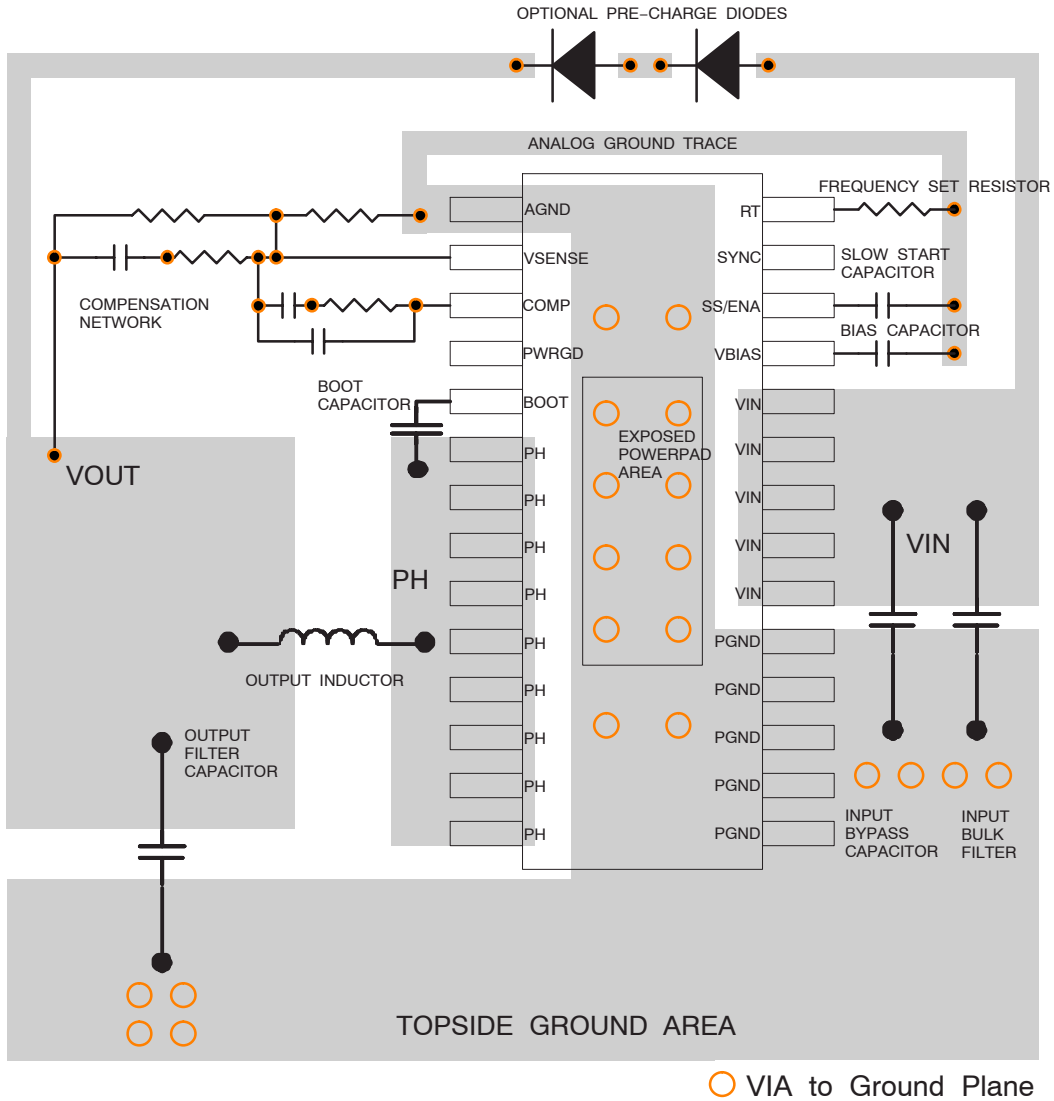 OPTIONAL PRE-CHARGE DIODES
ANALOG GROUND TRACE
FREQUENCY SET RESISTOR
AGND
RT
VSENSE
SYNC
SLOW START
CAPACITOR
COMPENSATION
NETWORK
COMP
SS/ENA
BIAS CAPACITOR
PWRGD
VBIAS
BOOT
CAPACITOR
BOOT
VIN
EXPOSED
POWERPAD
AREA
PH
VIN
VOUT
PH
VIN
PH
VIN
VIN
PH
PH
VIN
PH
PGND
OUTPUT INDUCTOR
PH
PGND
OUTPUT
FILTER
CAPACITOR
PH
PGND
PH
PGND
INPUT
BYPASS
CAPACITOR
INPUT
BULK
FILTER
PH
PGND
TOPSIDE GROUND AREA
VIA to Ground Plane